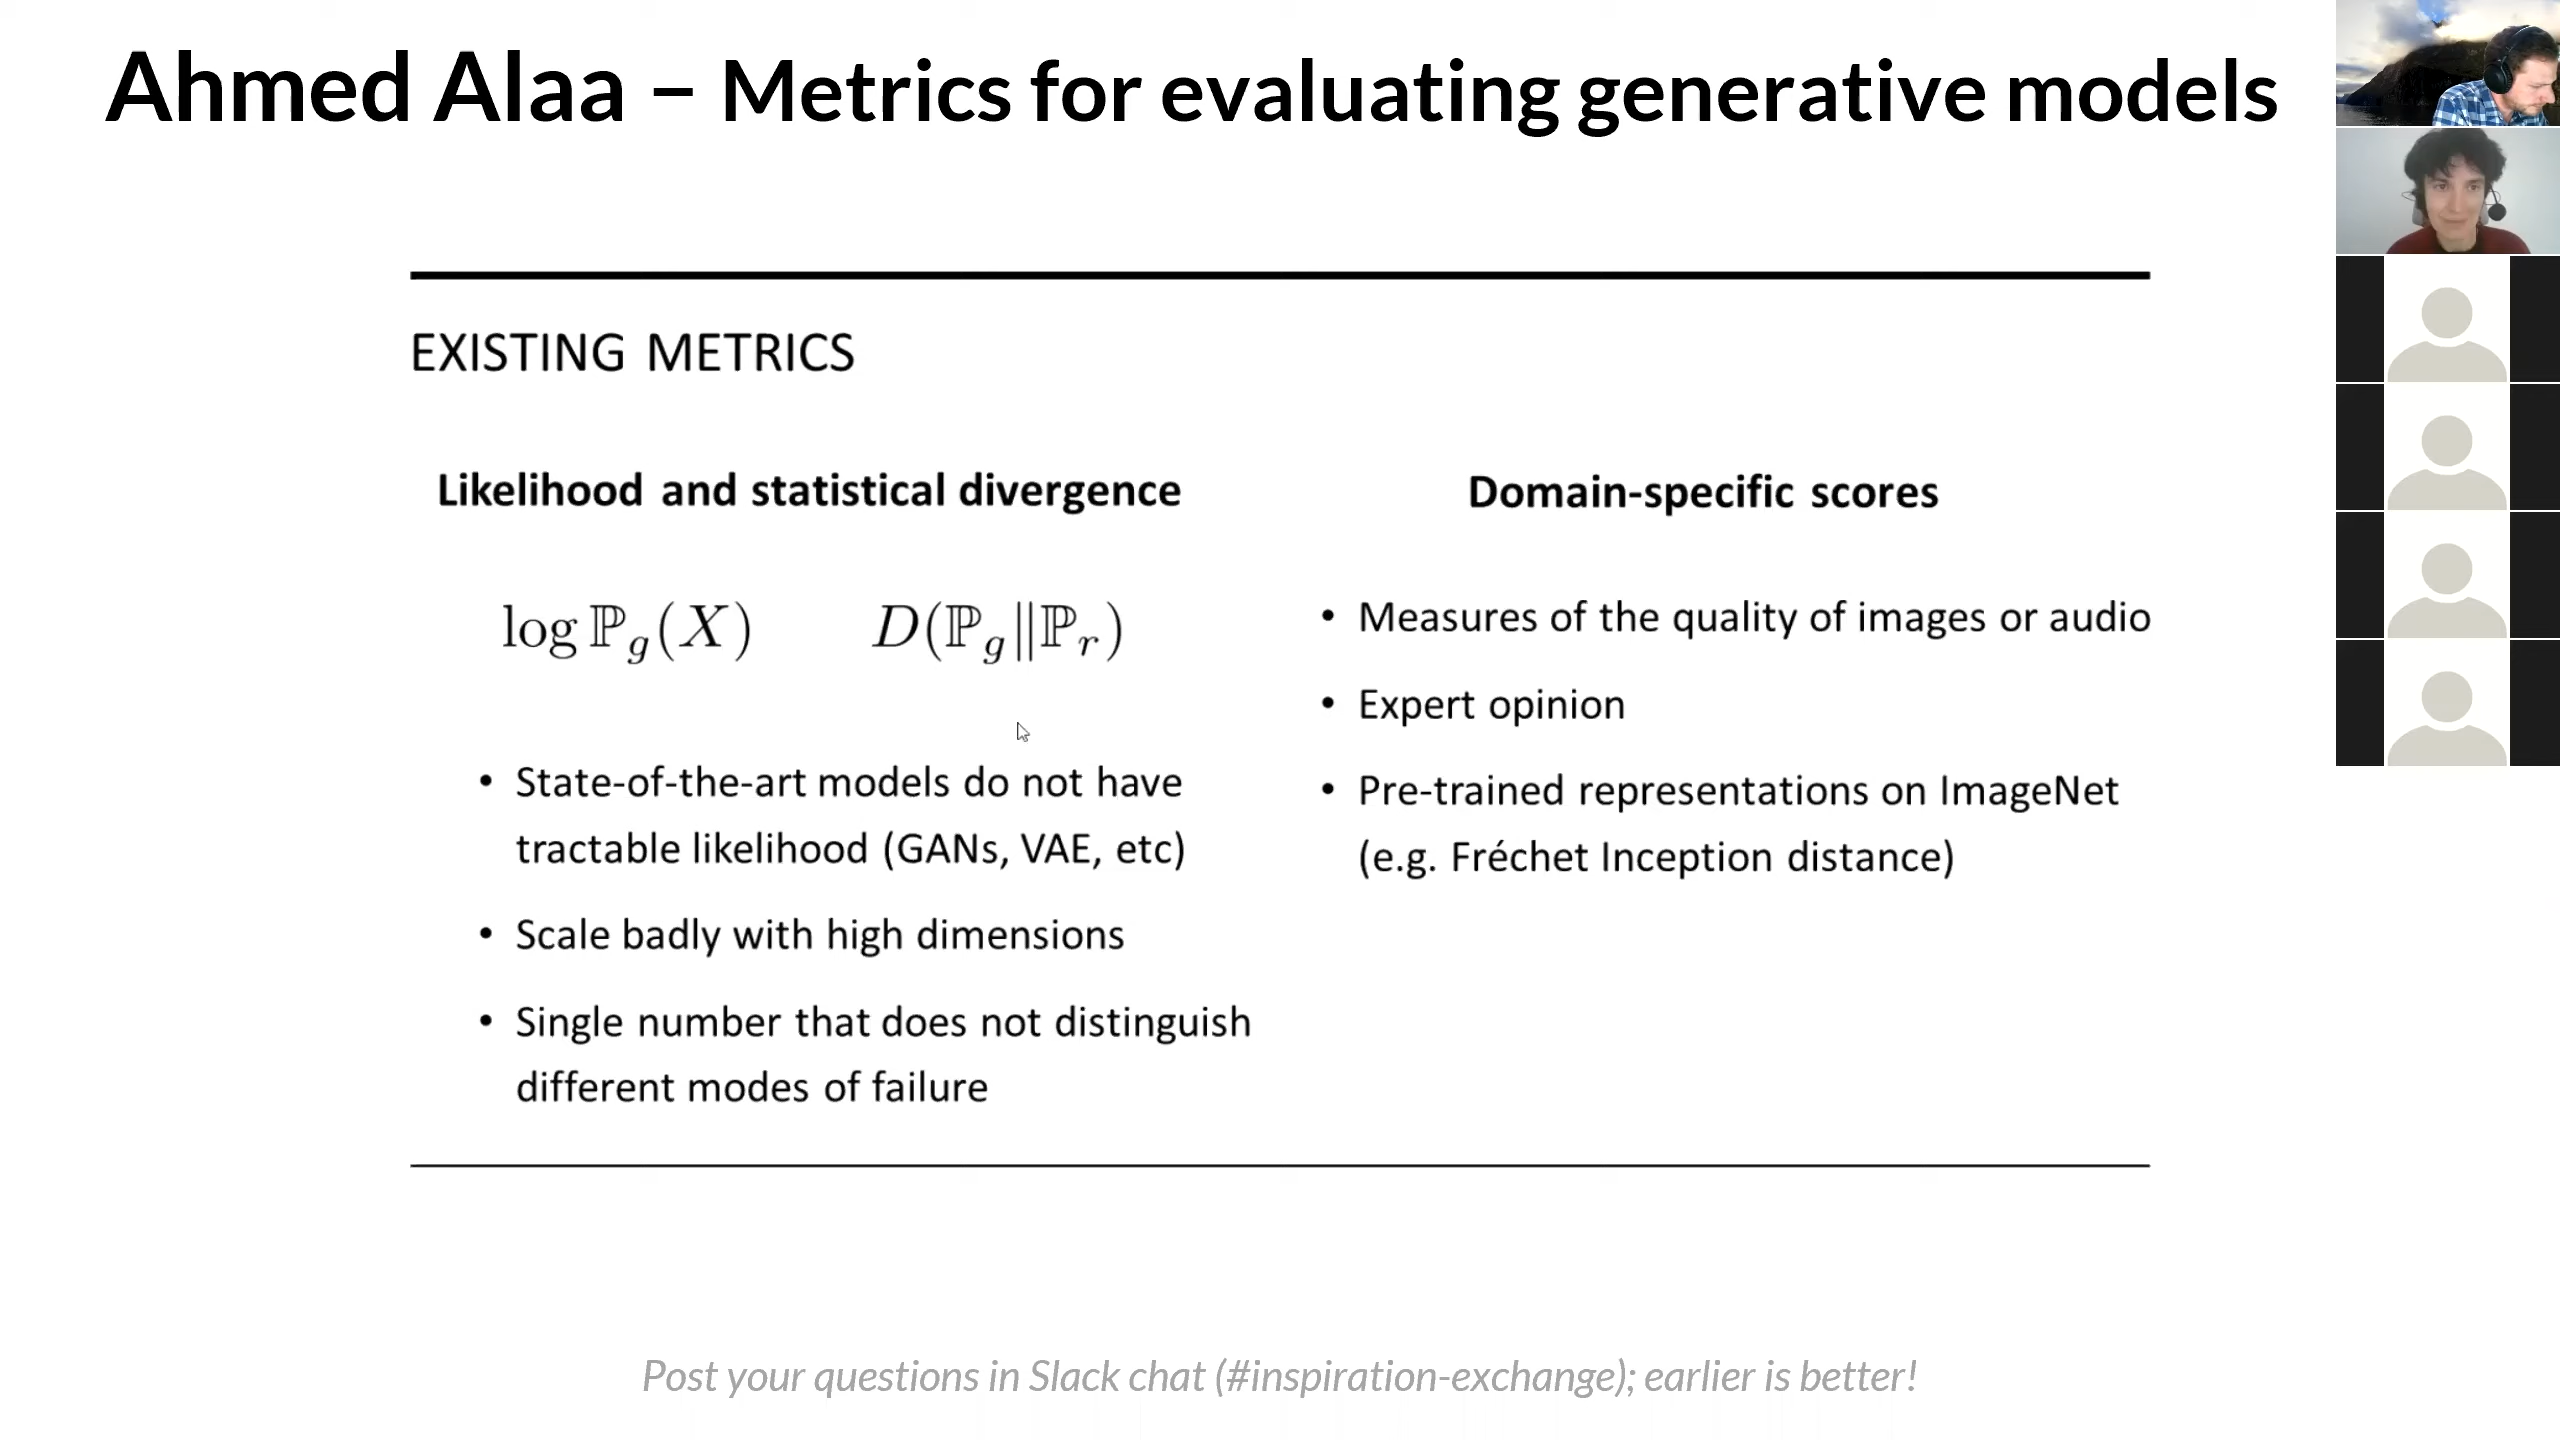 Ahmed Alaa – Metrics for evaluating generative models
EXISTING METRICS
Likelihood and statistical divergence
log ℙg(X) D(ℙg||ℙr)
• State-of-the-art models do not have
tractable likelihood (GANs, VAE, etc)
• Scale badly with high dimensions
• Single number that does not distinguish
different modes of failure
Domain-specific scores
• Measures of the quality of images or audio
• Expert opinion
• Pre-trained representations on ImageNet
(e.g. Fréchet Inception distance)
Post your questions in Slack chat (#inspiration-exchange); earlier is better!